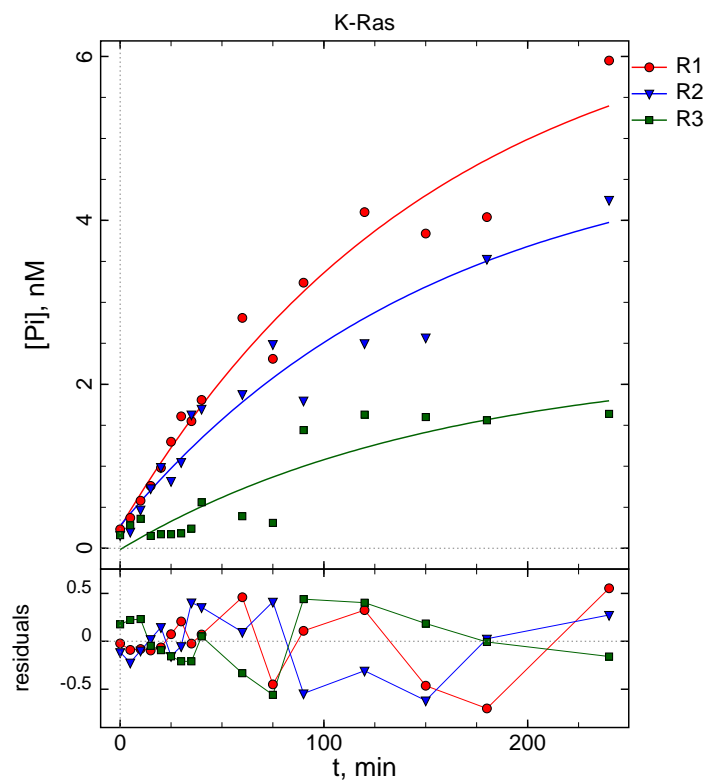 K-Ras
R1
R2
R3
[Pi], nM
6
4
2
0
residuals
0.5
0
-0.5
0
100
200
t, min